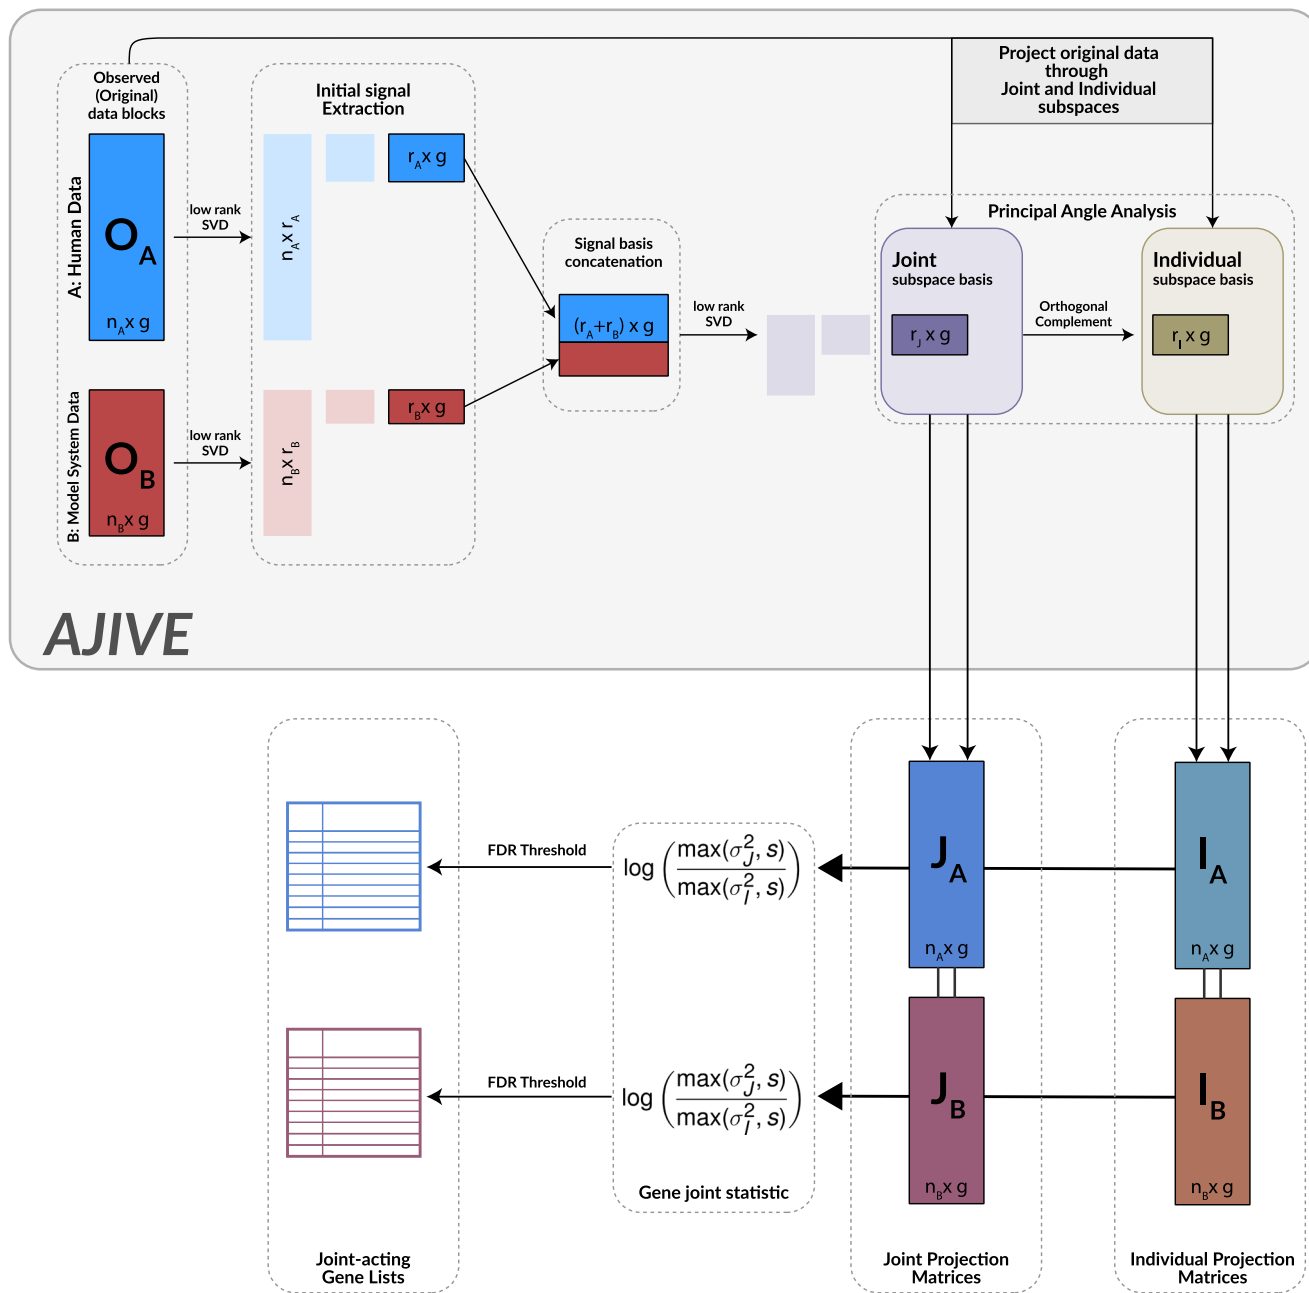 Observed
(Original)
data blocks
A: Human Data
O_A
n_A x g
B: Model System Data
O_B
n_B x g
low rank
SVD
low rank
SVD
Initial signal
Extraction
n_A x r_A
r_A x g
n_B x r_B
r_B x g
Signal basis
concatenation
(r_A+r_B) x g
low rank
SVD
Project original data
through
Joint and Individual
subspaces
Principal Angle Analysis
Joint
subspace basis
r_J x g
Orthogonal
Complement
Individual
subspace basis
r_I x g
AJIVE
J_A
n_A x g
I_A
n_A x g
log(max(σ_J^2, s)/max(σ_I^2, s))
FDR Threshold
J_B
n_B x g
I_B
n_B x g
log(max(σ_J^2, s)/max(σ_I^2, s))
FDR Threshold
Gene joint statistic
Joint-acting
Gene Lists
Joint Projection
Matrices
Individual Projection
Matrices